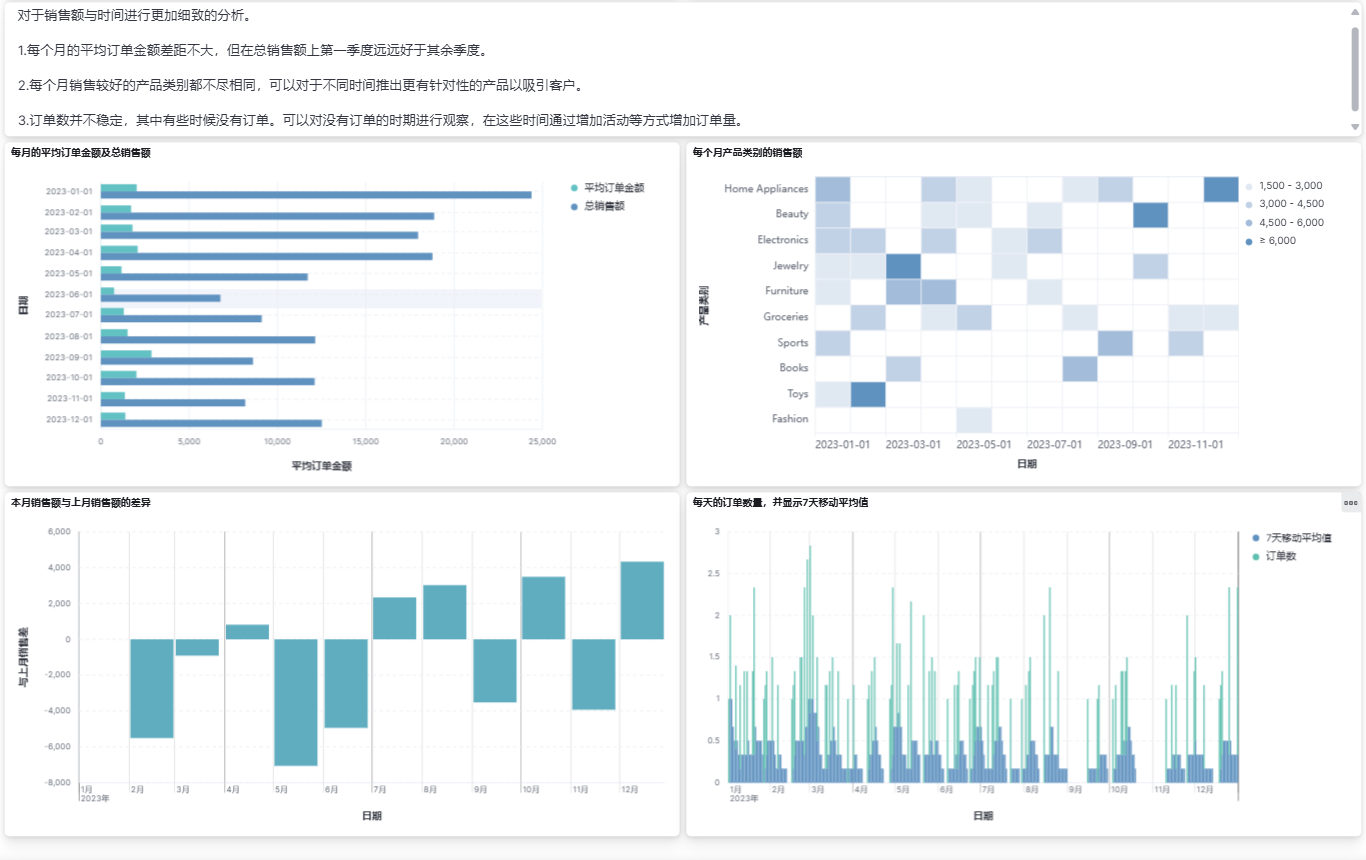 对于销售额与时间进行更加细致的分析。
1.每个月的平均订单金额差距不大，但在总销售额上第一季度远远好于其余季度。
2.每个月销售较好的产品类别都不尽相同，可以对于不同时间推出更有针对性的产品以吸引客户。
3.订单数并不稳定，其中有些时候没有订单。可以对没有订单的时期进行观察，在这些时间通过增加活动等方式增加订单量。
每月的平均订单金额及总销售额
日期
2023-01-01
2023-02-01
2023-03-01
2023-04-01
2023-05-01
2023-06-01
2023-07-01
2023-08-01
2023-09-01
2023-10-01
2023-11-01
2023-12-01
0 5,000 10,000 15,000 20,000 25,000
平均订单金额
平均订单金额
总销售额
每个月产品类别的销售额
产品类别
Home Appliances
Beauty
Electronics
Jewelry
Furniture
Groceries
Sports
Books
Toys
Fashion
2023-01-01 2023-03-01 2023-05-01 2023-07-01 2023-09-01 2023-11-01
日期
1,500 - 3,000
3,000 - 4,500
4,500 - 6,000
≥ 6,000
本月销售额与上月销售额的差异
与上月销售差
6,000
4,000
2,000
0
-2,000
-4,000
-6,000
-8,000
1月 2月 3月 4月 5月 6月 7月 8月 9月 10月 11月 12月
2023年
日期
每天的订单数量，并显示7天移动平均值
3
2.5
2
1.5
1
0.5
0
1月 2月 3月 4月 5月 6月 7月 8月 9月 10月 11月 12月
2023年
日期
7天移动平均值
订单数